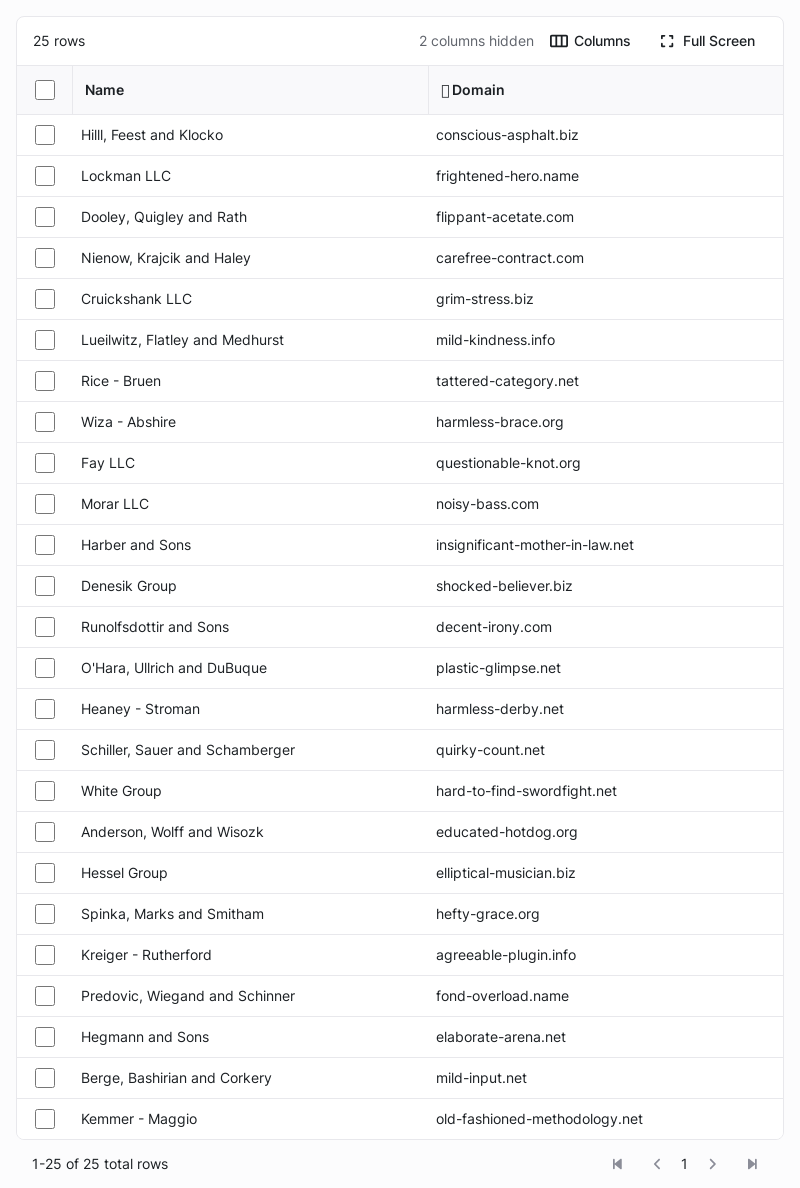 25 rows 2 columns hidden Columns Full Screen
Name Domain
Hilll, Feest and Klocko conscious-asphalt.biz
Lockman LLC frightened-hero.name
Dooley, Quigley and Rath flippant-acetate.com
Nienow, Krajcik and Haley carefree-contract.com
Cruickshank LLC grim-stress.biz
Lueilwitz, Flatley and Medhurst mild-kindness.info
Rice - Bruen tattered-category.net
Wiza - Abshire harmless-brace.org
Fay LLC questionable-knot.org
Morar LLC noisy-bass.com
Harber and Sons insignificant-mother-in-law.net
Denesik Group shocked-believer.biz
Runolfsdottir and Sons decent-irony.com
O'Hara, Ullrich and DuBuque plastic-glimpse.net
Heaney - Stroman harmless-derby.net
Schiller, Sauer and Schamberger quirky-count.net
White Group hard-to-find-swordfight.net
Anderson, Wolff and Wisozk educated-hotdog.org
Hessel Group elliptical-musician.biz
Spinka, Marks and Smitham hefty-grace.org
Kreiger - Rutherford agreeable-plugin.info
Predovic, Wiegand and Schinner fond-overload.name
Hegmann and Sons elaborate-arena.net
Berge, Bashirian and Corkery mild-input.net
Kemmer - Maggio old-fashioned-methodology.net
1-25 of 25 total rows 1